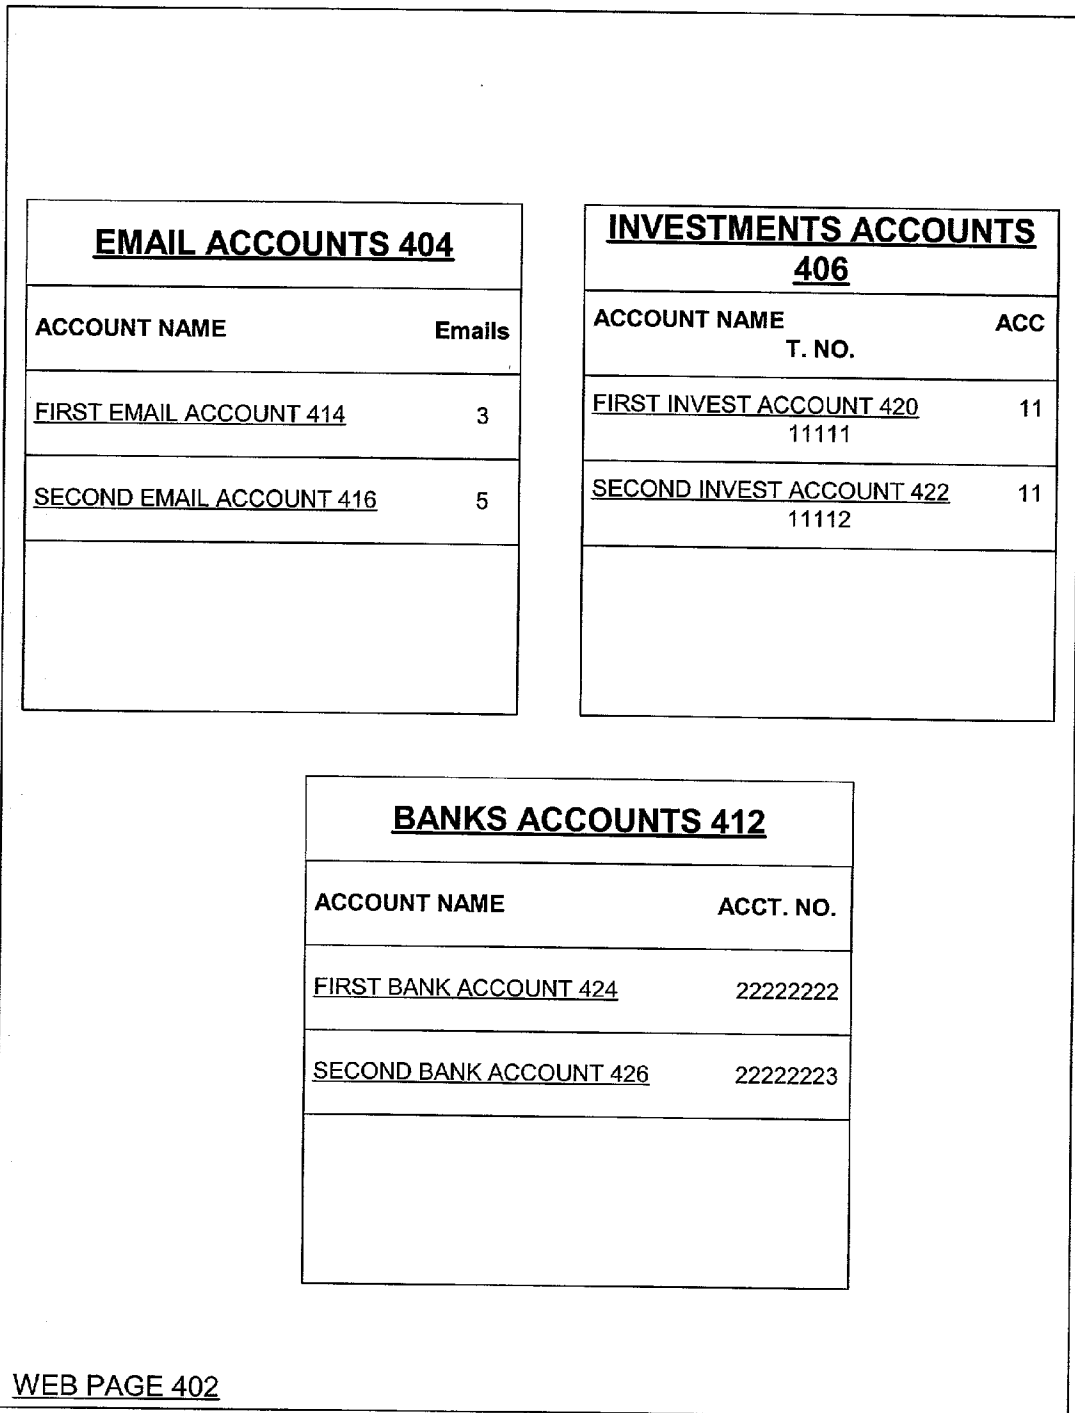 EMAIL ACCOUNTS 404
ACCOUNT NAME Emails
FIRST EMAIL ACCOUNT 414 3
SECOND EMAIL ACCOUNT 416 5
INVESTMENTS ACCOUNTS
406
ACCOUNT NAME ACC
T. NO.
FIRST INVEST ACCOUNT 420 11
11111
SECOND INVEST ACCOUNT 422 11
11112
BANKS ACCOUNTS 412
ACCOUNT NAME ACCT. NO.
FIRST BANK ACCOUNT 424 22222222
SECOND BANK ACCOUNT 426 22222223
WEB PAGE 402